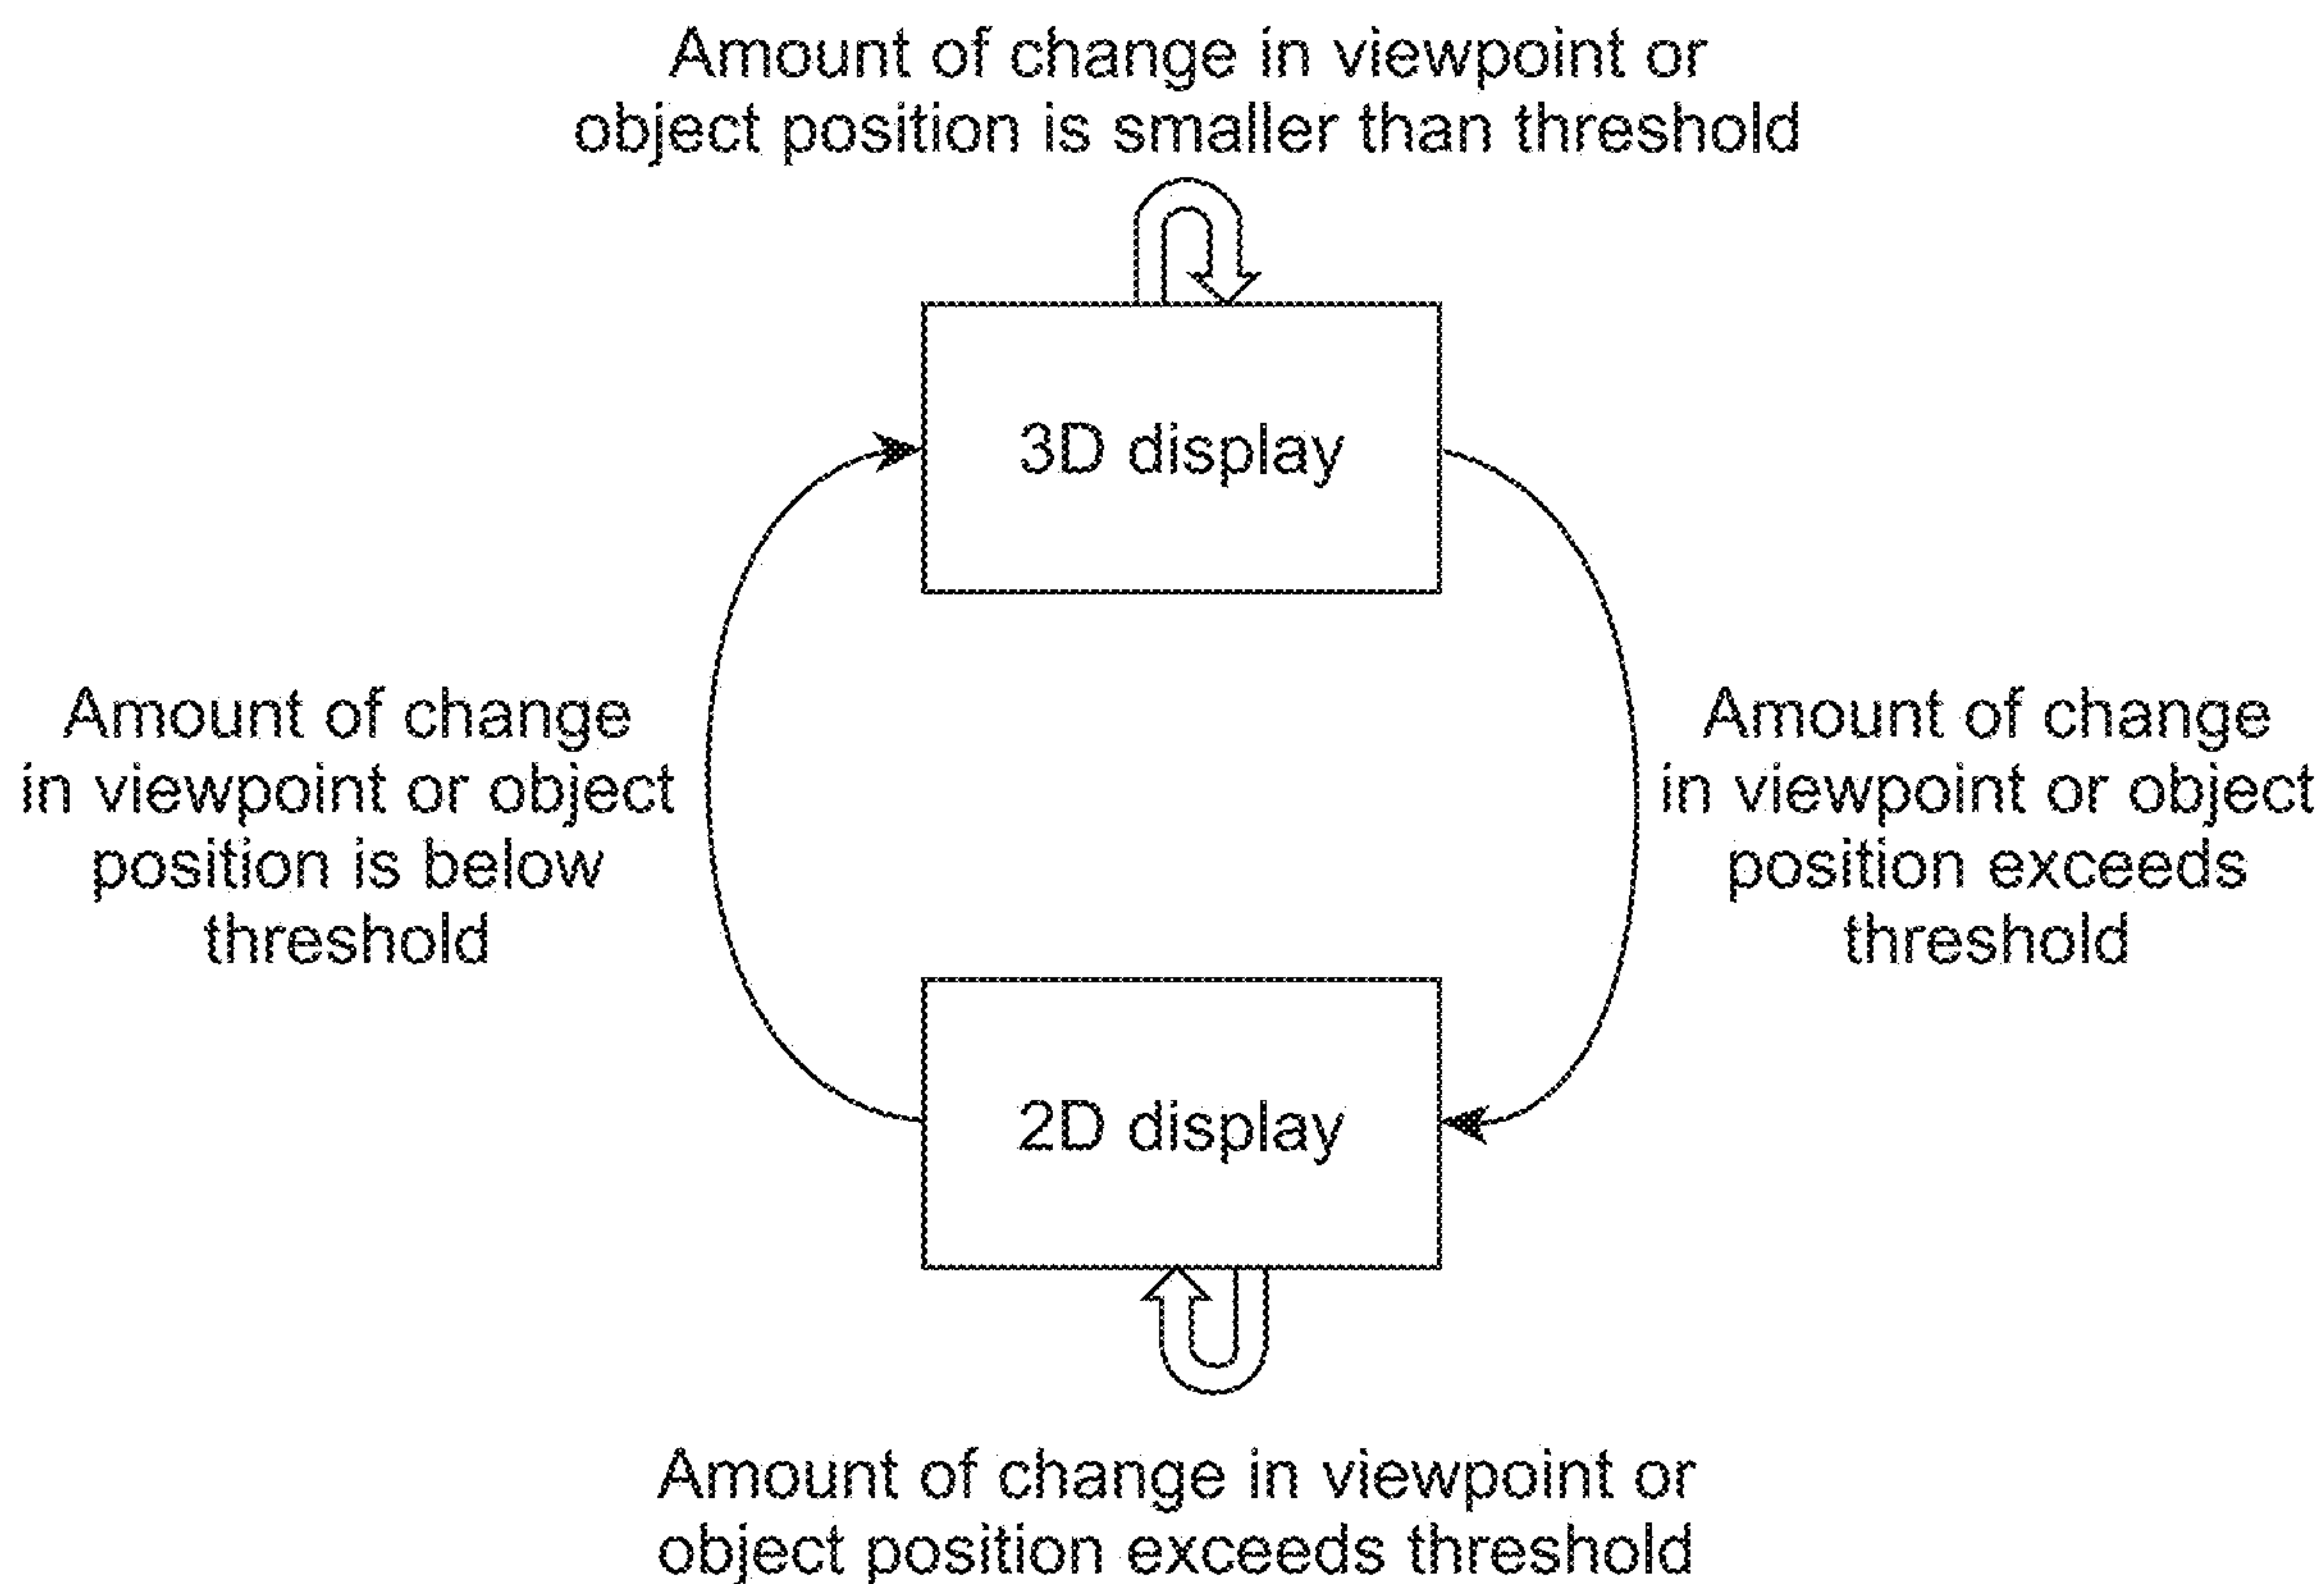 Amount of change in viewpoint or
object position is smaller than threshold
3D display
Amount of change
in viewpoint or object
position is below
threshold
Amount of change
in viewpoint or object
position exceeds
threshold
2D display
Amount of change in viewpoint or
object position exceeds threshold